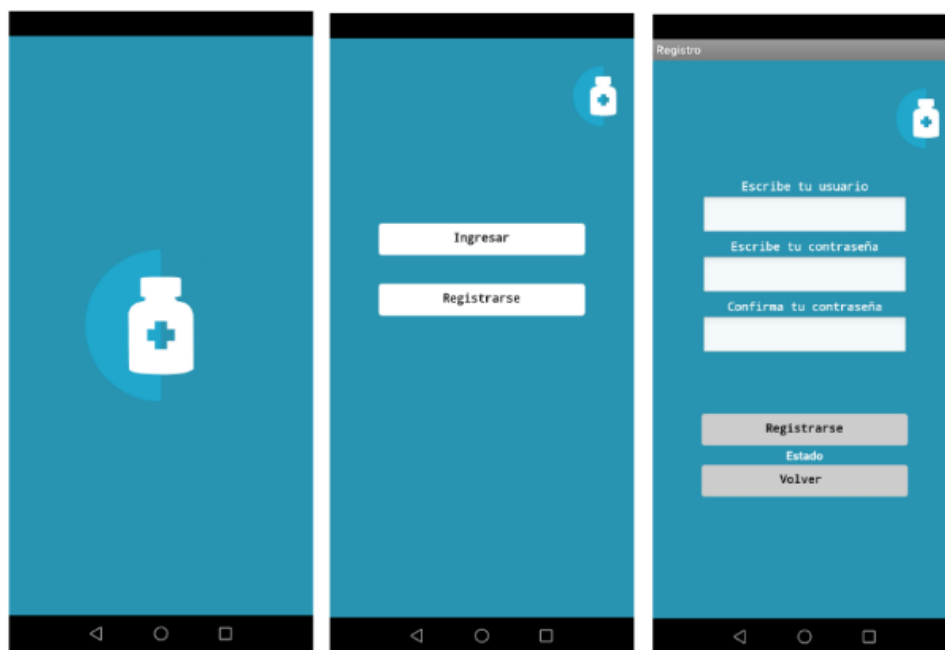 Ingresar
Registrarse
Registro
Escribe tu usuario
Escribe tu contraseña
Confirma tu contraseña
Registrarse
Estado
Volver